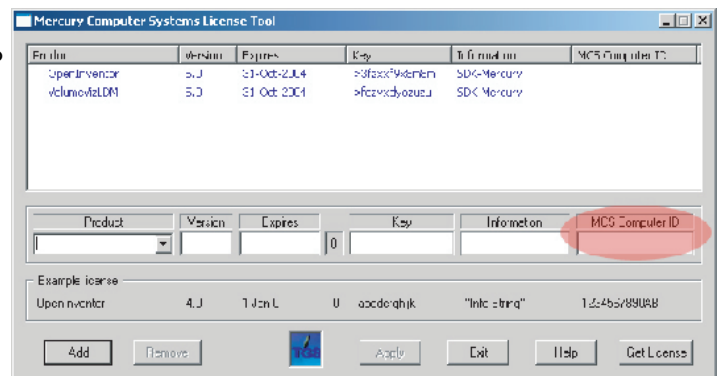 Mercury Computer Systems License Tool
Product Version Expires Key Information MCS Computer ID
OpenInventor 5.0 31-Oct-2004 SDK-Mercury
VolumeVizLDM 5.0 31-Oct-2004 SDK-Mercury
Product Version Expires Key Information MCS Computer ID
0
Example license
OpenInventor 4.0 0 abcdefghijk "Info string" 1234567890AB
Add Remove TGS Apply Exit Help Get License